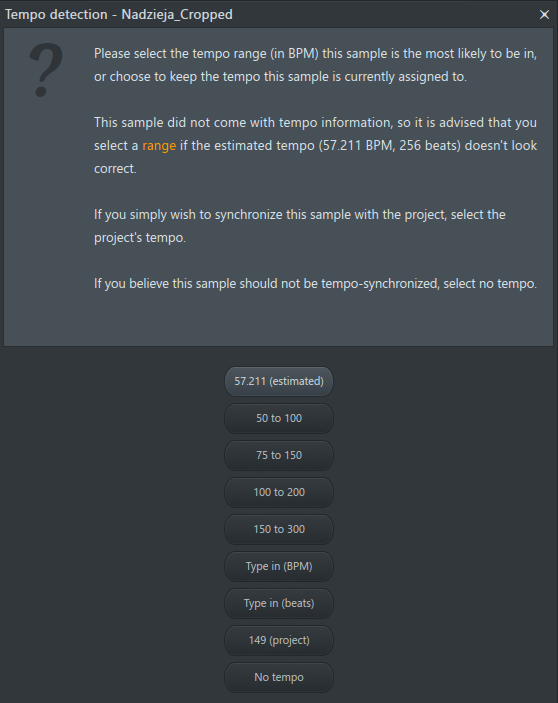 Tempo detection - Nadzieja_Cropped
Please select the tempo range (in BPM) this sample is the most likely to be in,
or choose to keep the tempo this sample is currently assigned to.
This sample did not come with tempo information, so it is advised that you
select a range if the estimated tempo (57.211 BPM, 256 beats) doesn't look
correct.
If you simply wish to synchronize this sample with the project, select the
project's tempo.
If you believe this sample should not be tempo-synchronized, select no tempo.
57.211 (estimated)
50 to 100
75 to 150
100 to 200
150 to 300
Type in (BPM)
Type in (beats)
149 (project)
No tempo